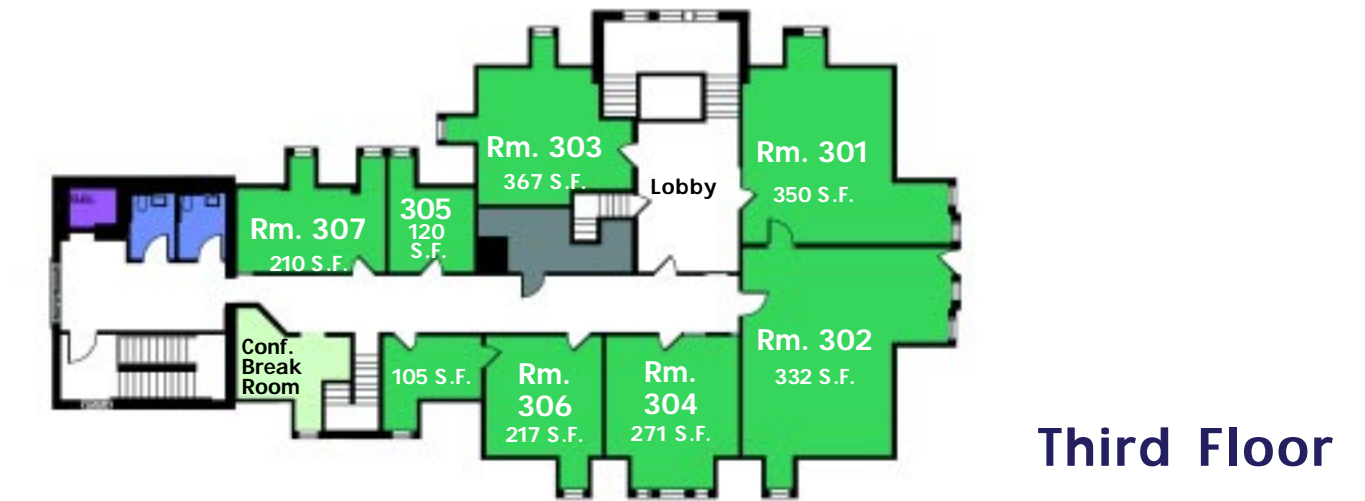 Rm. 303
367 S.F.
Rm. 301
350 S.F.
Lobby
Rm. 307
210 S.F.
305
120
S.F.
Conf.
Break
Room
105 S.F.
Rm.
306
217 S.F.
Rm.
304
271 S.F.
Rm. 302
332 S.F.
Third Floor